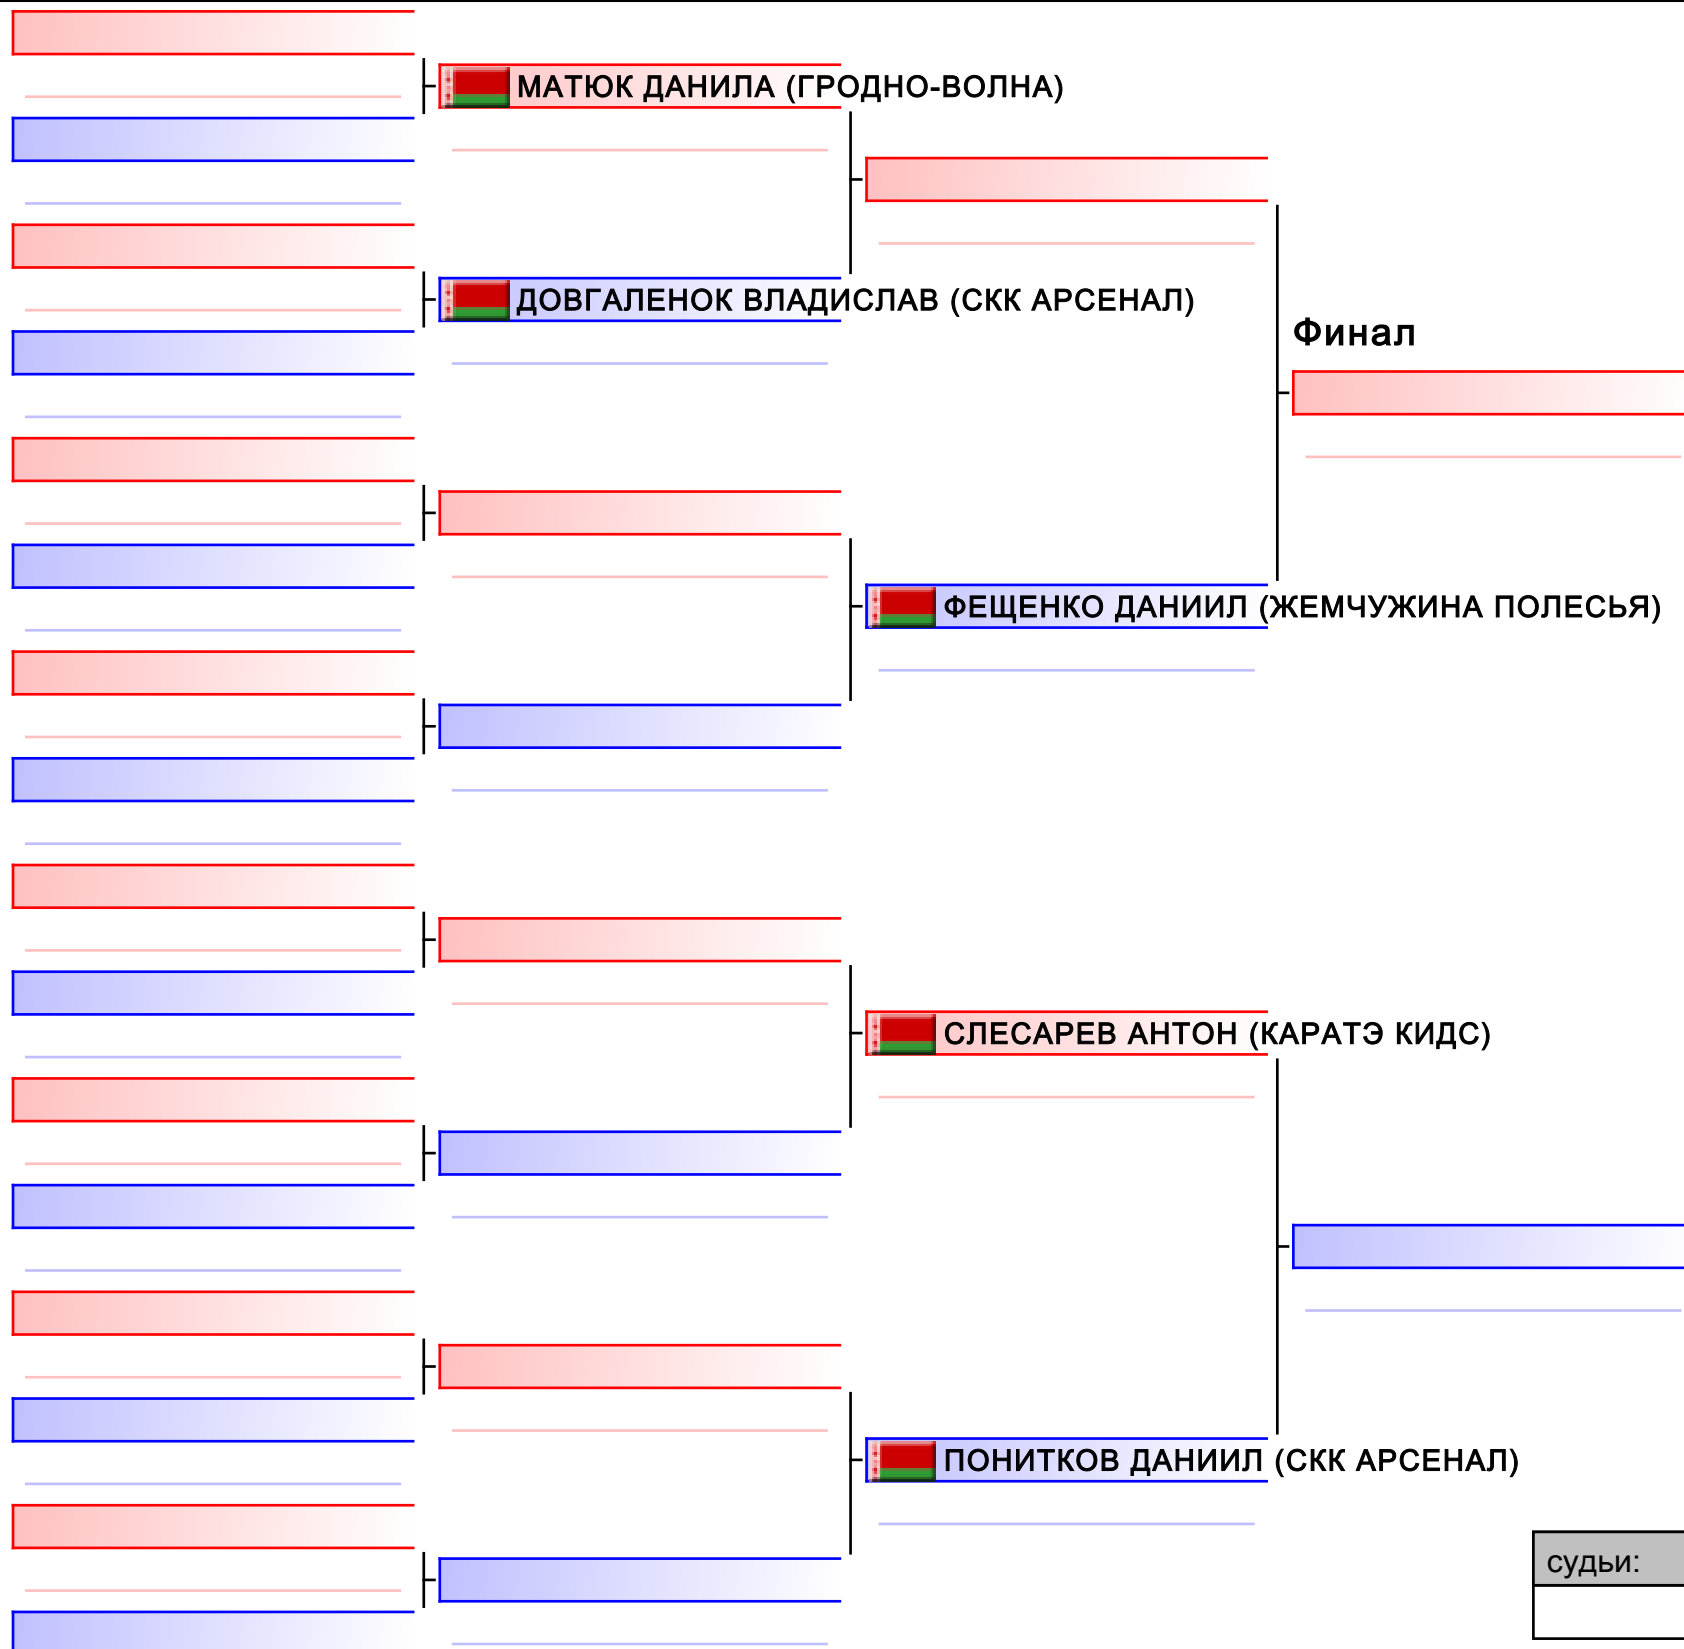 МАТЮК ДАНИЛА (ГРОДНО-ВОЛНА)
ДОВГАЛЕНОК ВЛАДИСЛАВ (СКК АРСЕНАЛ)
Финал
ФЕЩЕНКО ДАНИИЛ (ЖЕМЧУЖИНА ПОЛЕСЬЯ)
СЛЕСАРЕВ АНТОН (КАРАТЭ КИДС)
ПОНИТКОВ ДАНИИЛ (СКК АРСЕНАЛ)
судьи: